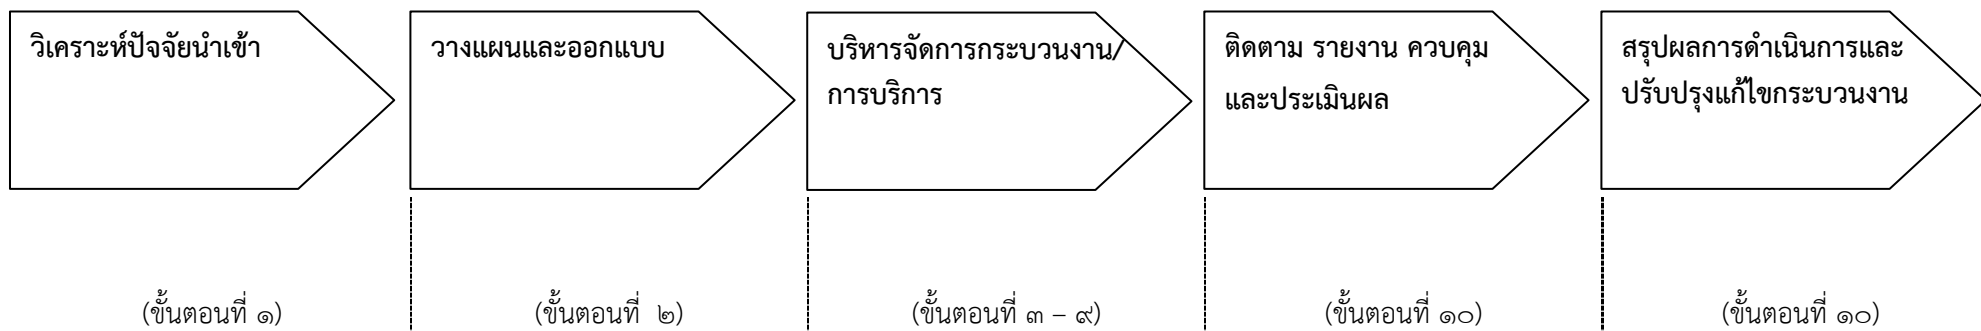 วิเคราะห์ปัจจัยนำเข้า
วางแผนและออกแบบ
บริหารจัดการกระบวนงาน/
การบริการ
ติดตาม รายงาน ควบคุม
และประเมินผล
สรุปผลการดำเนินการและ
ปรับปรุงแก้ไขกระบวนงาน
(ขั้นตอนที่ ๑)
(ขั้นตอนที่ ๒)
(ขั้นตอนที่ ๓ – ๙)
(ขั้นตอนที่ ๑๐)
(ขั้นตอนที่ ๑๐)